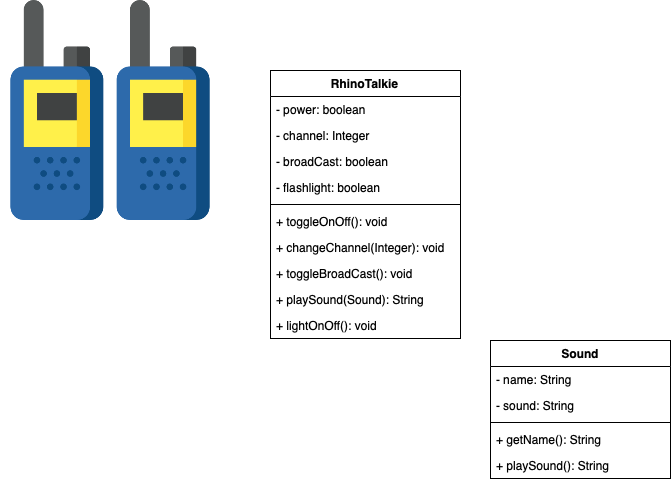 RhinoTalkie
- power: boolean
- channel: Integer
- broadCast: boolean
- flashlight: boolean
+ toggleOnOff(): void
+ changeChannel(Integer): void
+ toggleBroadCast(): void
+ playSound(Sound): String
+ lightOnOff(): void
Sound
- name: String
- sound: String
+ getName(): String
+ playSound(): String